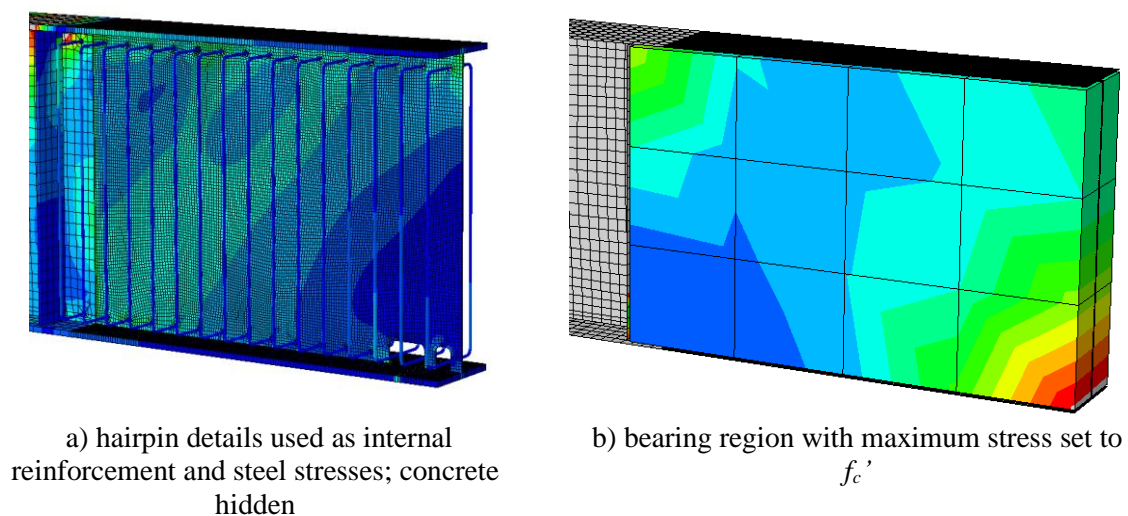 a) hairpin details used as internal
reinforcement and steel stresses; concrete
hidden
b) bearing region with maximum stress set to
fc’